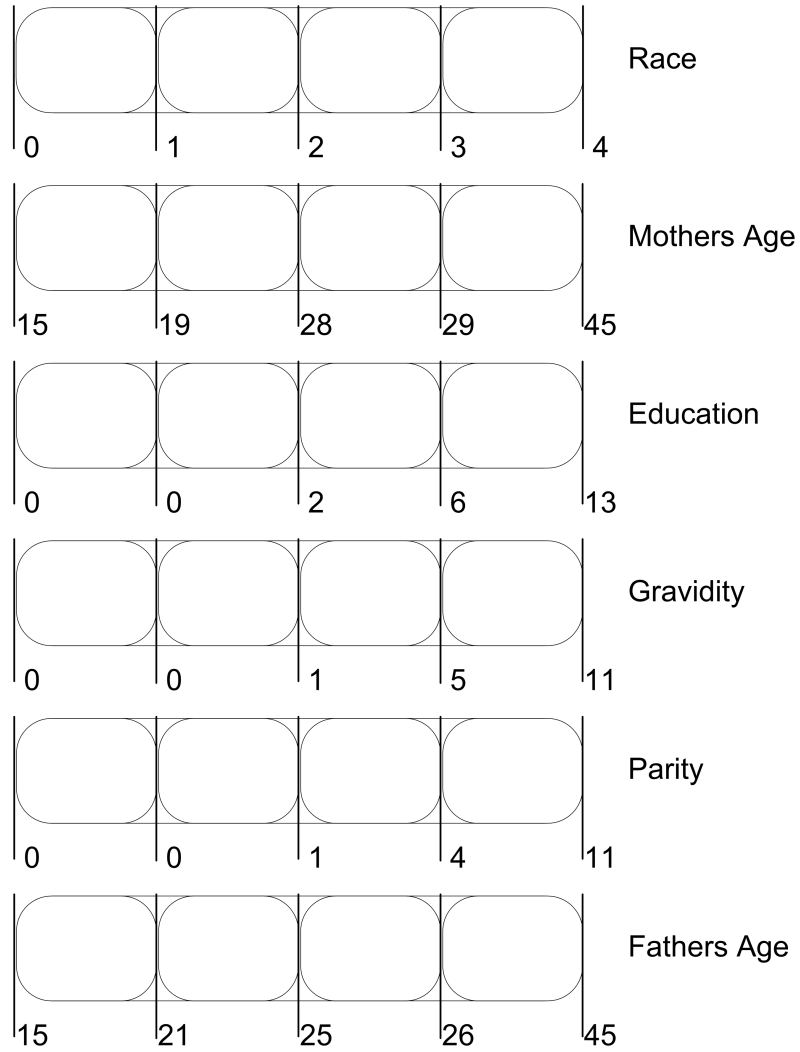 Race
0 1 2 3 4
Mothers Age
15 19 28 29 45
Education
0 0 2 6 13
Gravidity
0 0 1 5 11
Parity
0 0 1 4 11
Fathers Age
15 21 25 26 45